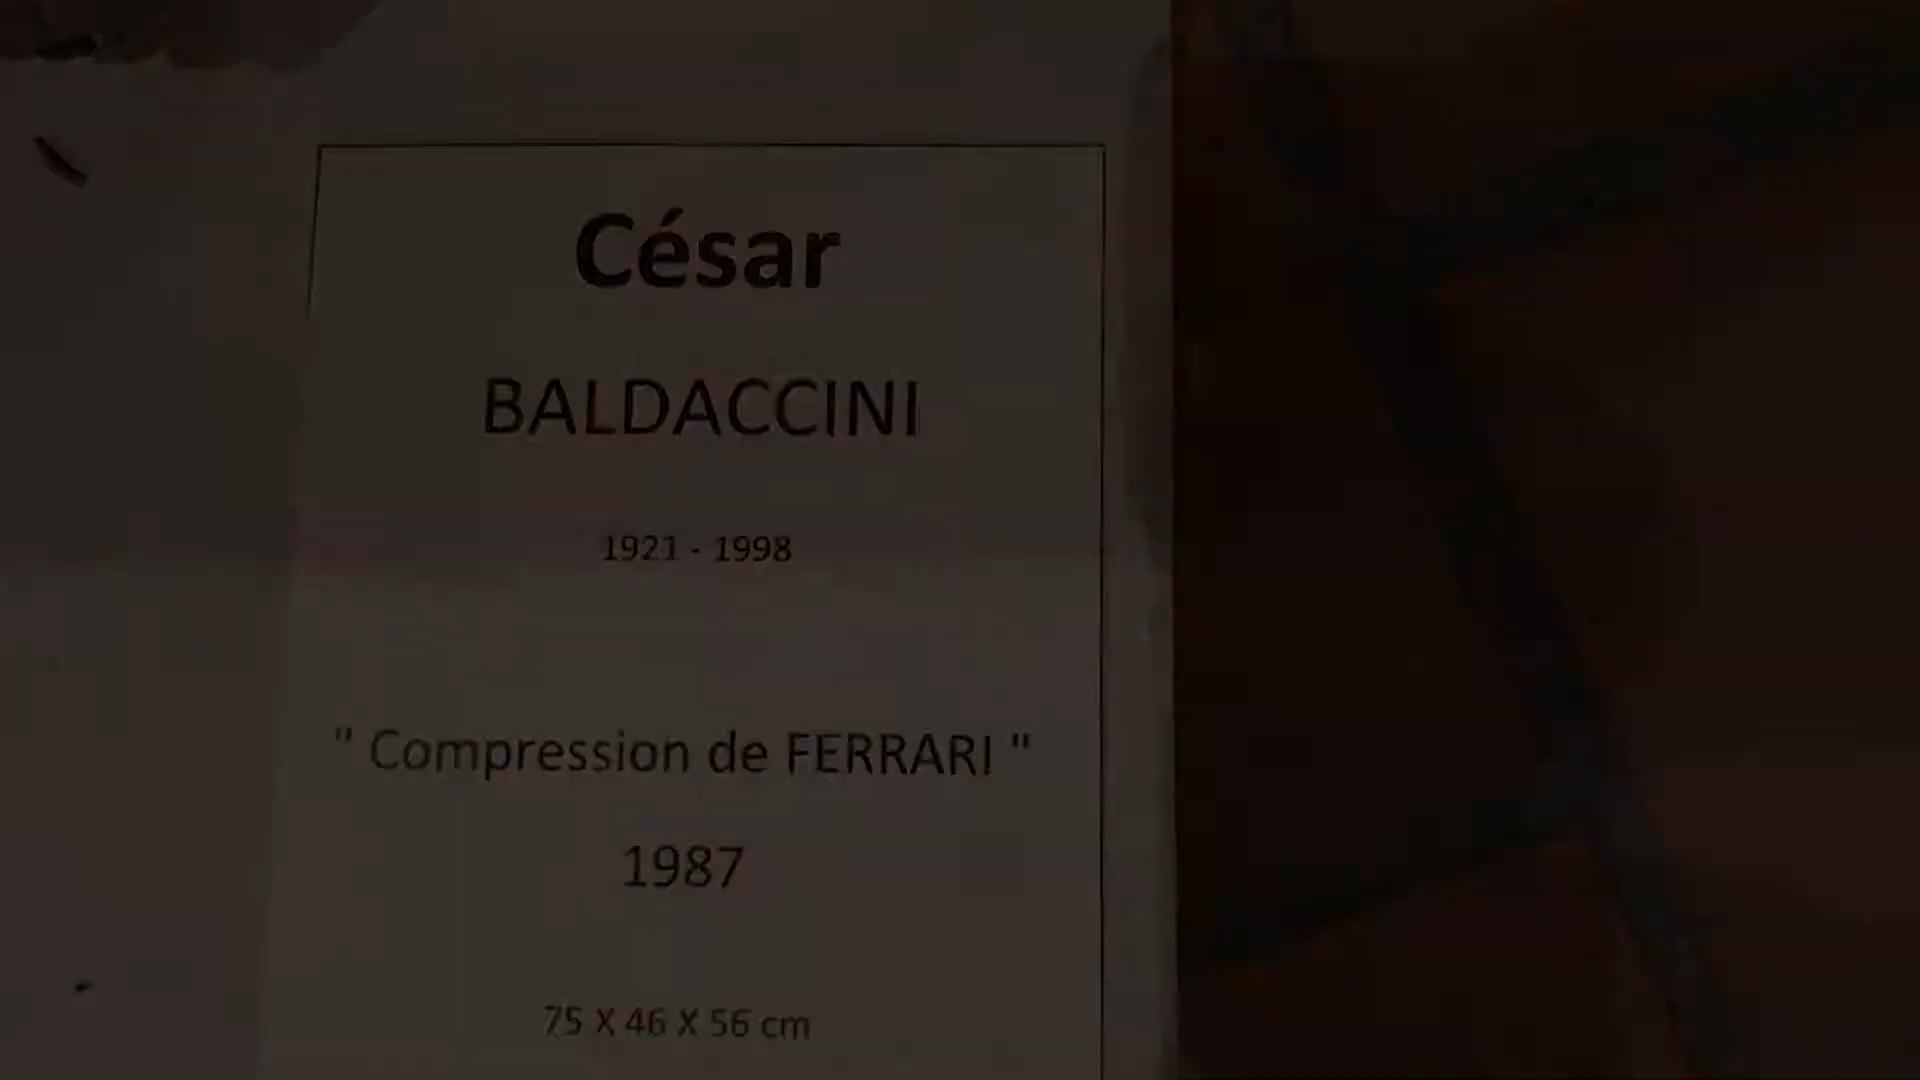 César
BALDACCINI
1921 - 1998
" Compression de FERRARI "
1987
75 X 46 X 56 cm